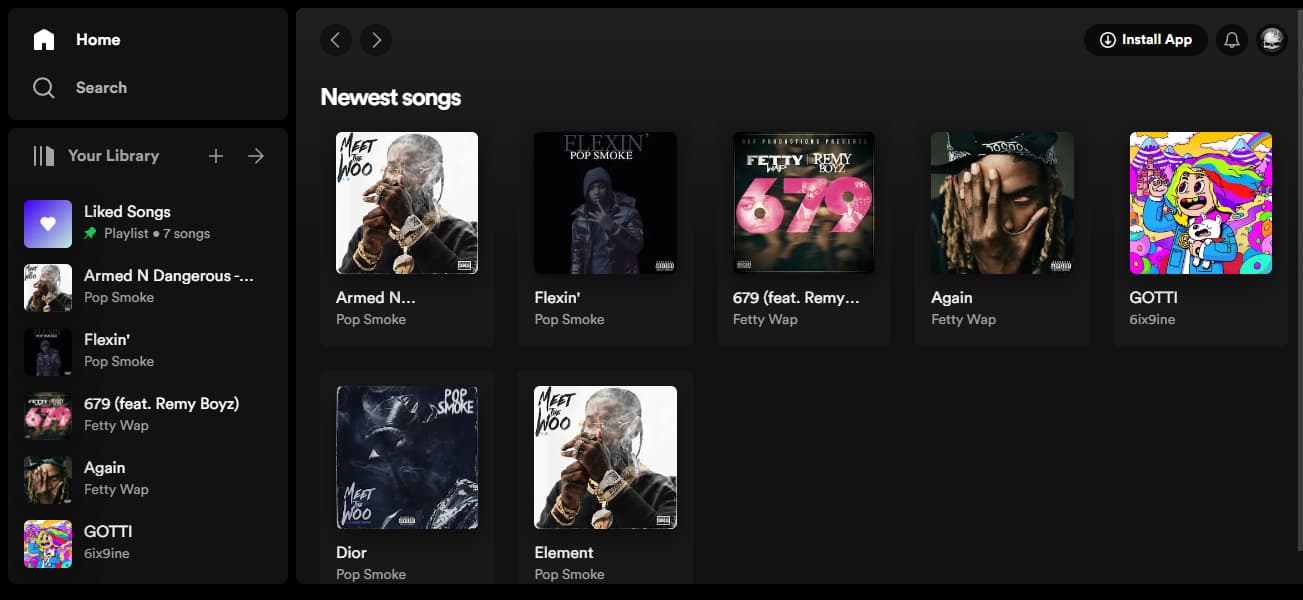 Home
Search
Your Library
Liked Songs
Playlist • 7 songs
Armed N Dangerous -...
Pop Smoke
Flexin'
Pop Smoke
679 (feat. Remy Boyz)
Fetty Wap
Again
Fetty Wap
GOTTI
6ix9ine
Install App
Newest songs
MEET
THE
WOO
Armed N...
Pop Smoke
FLEXIN'
POP SMOKE
Flexin'
Pop Smoke
RGF PRODUCTIONS PRESENTS
FETTY WAP | REMY BOYZ
679
679 (feat. Remy...
Fetty Wap
Again
Fetty Wap
GOTTI
6ix9ine
POP
SMOKE
MEET
THE
WOO
Dior
Pop Smoke
MEET
THE
WOO
Element
Pop Smoke